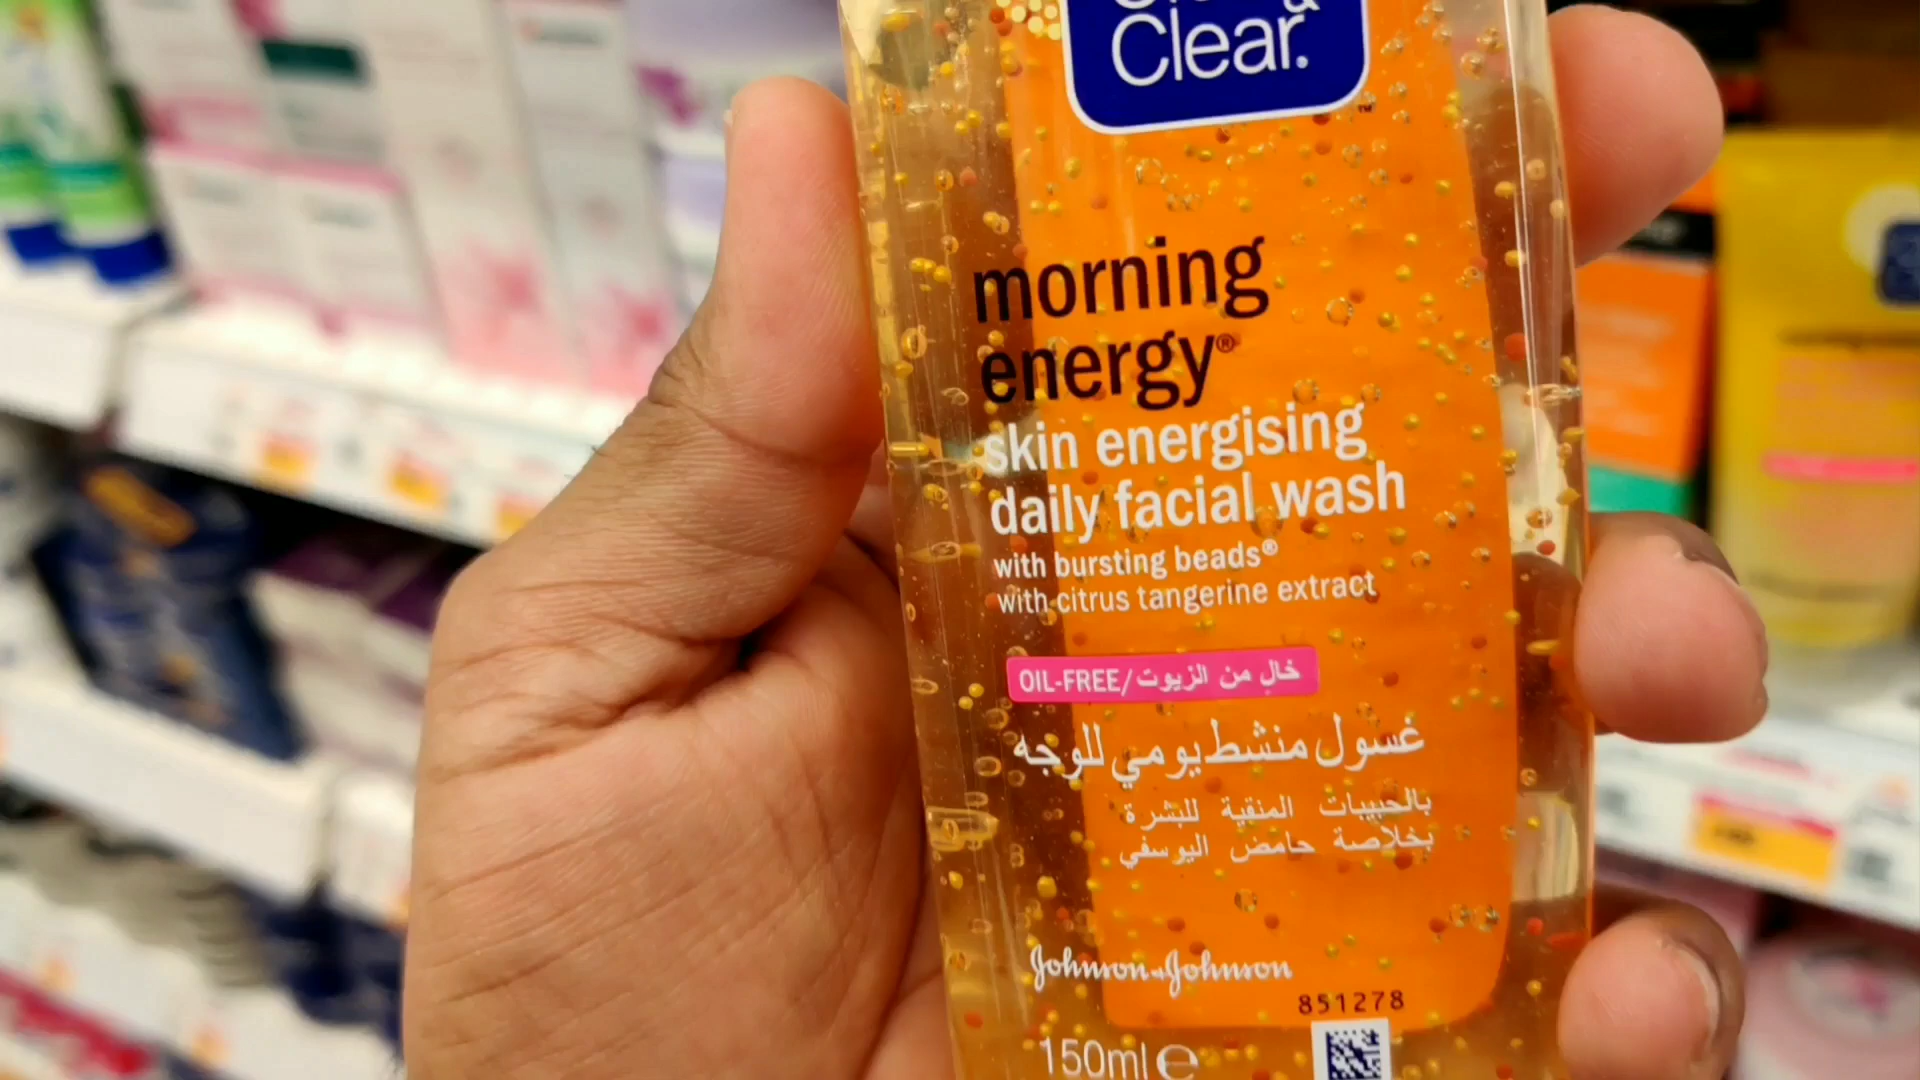 &
Clear.
™
morning
energy®
skin energising
daily facial wash
with bursting beads®
with citrus tangerine extract
OIL-FREE/خالٍ من الزيوت
غسول منشط يومي للوجه
بالحبيبات المنقية للبشرة
بخلاصة حامض اليوسفي
Johnson & Johnson
851278
150ml e